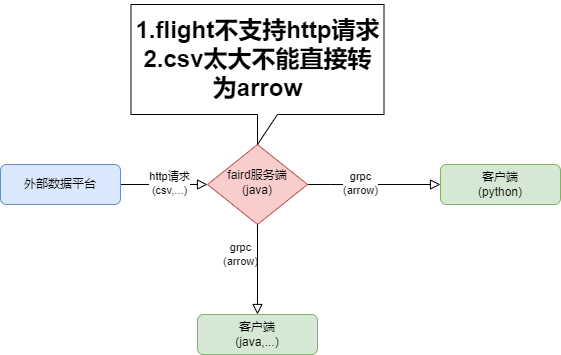 1.flight不支持http请求
2.csv太大不能直接转
为arrow
外部数据平台
http请求
(csv,...)
faird服务端
(java)
grpc
(arrow)
客户端
(python)
grpc
(arrow)
客户端
(java,...)